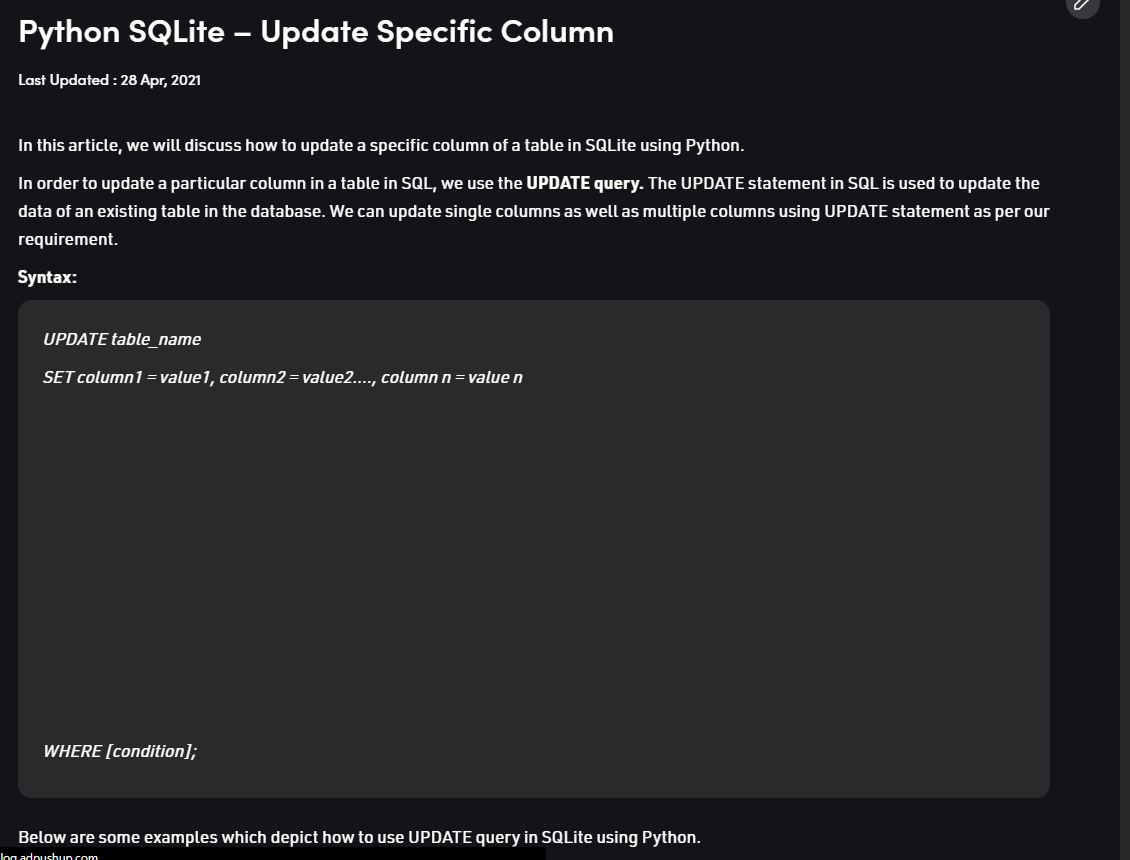 Python SQLite – Update Specific Column
Last Updated : 28 Apr, 2021
In this article, we will discuss how to update a specific column of a table in SQLite using Python.
In order to update a particular column in a table in SQL, we use the UPDATE query. The UPDATE statement in SQL is used to update the
data of an existing table in the database. We can update single columns as well as multiple columns using UPDATE statement as per our
requirement.
Syntax:
UPDATE table_name
SET column1 = value1, column2 = value2…., column n = value n
WHERE [condition];
Below are some examples which depict how to use UPDATE query in SQLite using Python.
log.adpushup.com